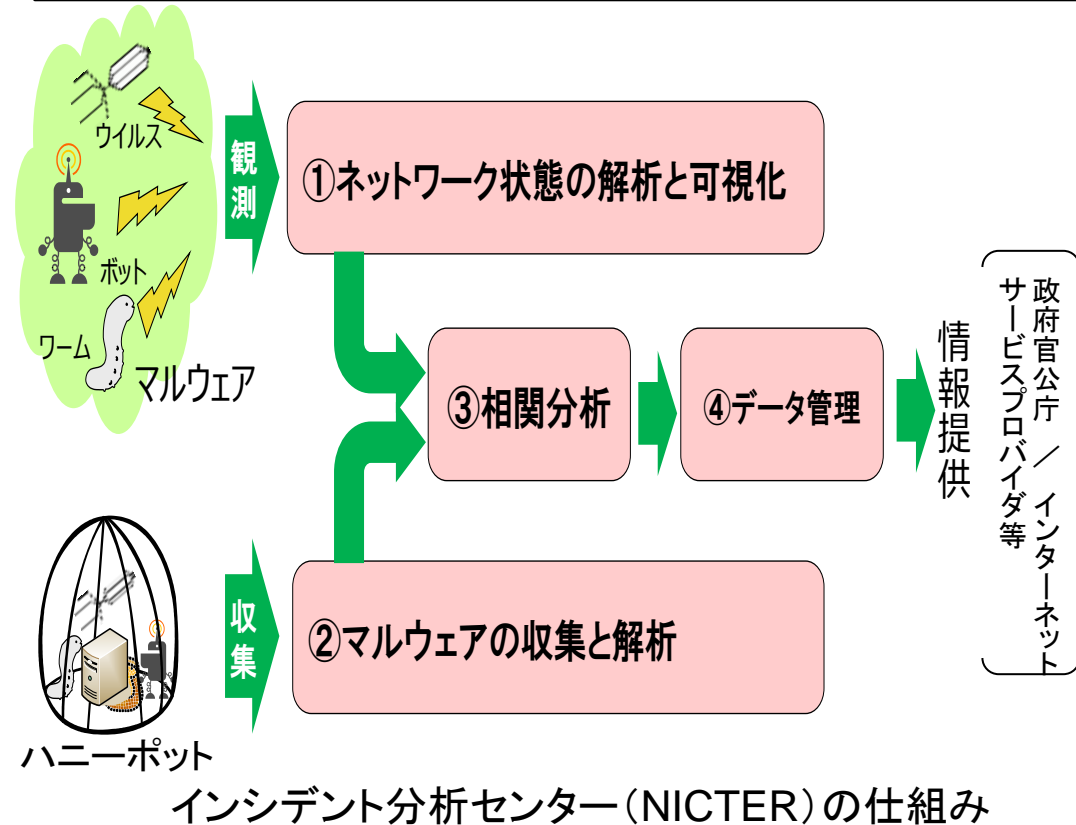 ウイルス
ボット
ワーム
マルウェア
観測
①ネットワーク状態の解析と可視化
③相関分析
④データ管理
情報提供
政府官公庁 ／ インターネット
サービスプロバイダ等
収集
②マルウェアの収集と解析
ハニーポット
インシデント分析センター（NICTER）の仕組み